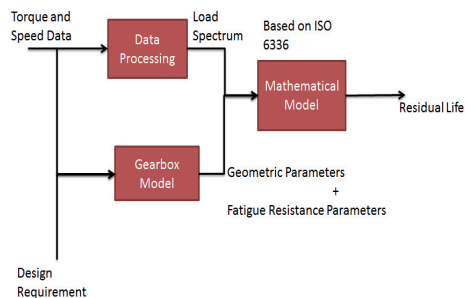 Torque and
Speed Data
Data
Processing
Load
Spectrum
Based on ISO
6336
Mathematical
Model
Residual Life
Gearbox
Model
Geometric Parameters
+
Fatigue Resistance Parameters
Design
Requirement